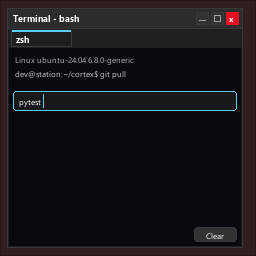 Terminal - bash
zsh
Linux ubuntu-24.04 6.8.0-generic
dev@station:~/cortex$ git pull
pytest
Clear